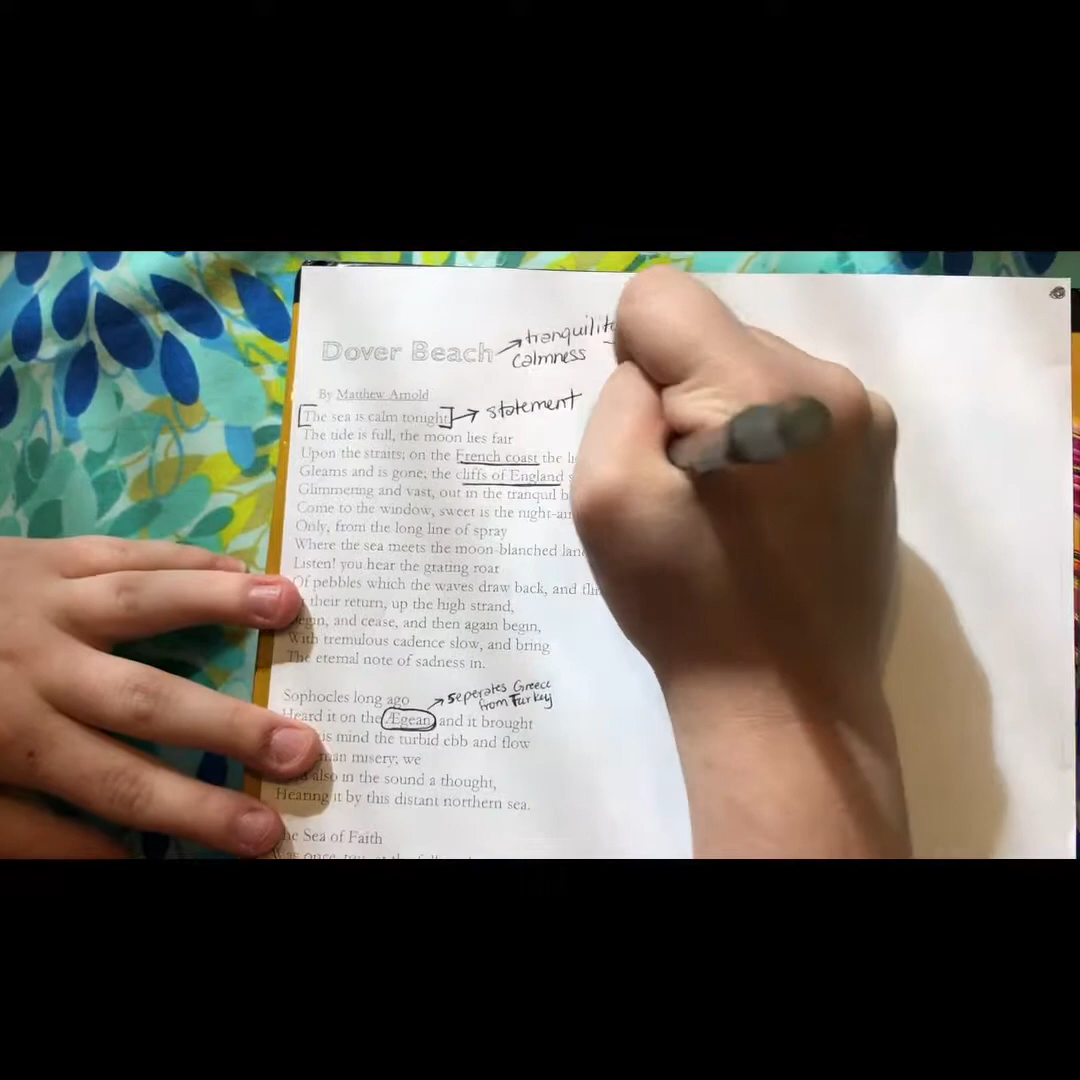 Dover Beach → tranquilit
calmness
By Matthew Arnold
[The sea is calm tonight] → statement
The tide is full, the moon lies fair
Upon the straits; on the French coast the
Gleams and is gone; the cliffs of England
Glimmering and vast, out in the tranquil
Come to the window, sweet is the night-air
Only, from the long line of spray
Where the sea meets the moon-blanched lan
Listen! you hear the grating roar
Of pebbles which the waves draw back, and
their return, up the high strand,
egin, and cease, and then again begin,
With tremulous cadence slow, and bring
The eternal note of sadness in.
Sophocles long ago → seperates Greece
from Turkey
Heard it on the Ægean, and it brought
is mind the turbid ebb and flow
man misery; we
also in the sound a thought,
Hearing it by this distant northern sea.
he Sea of Faith